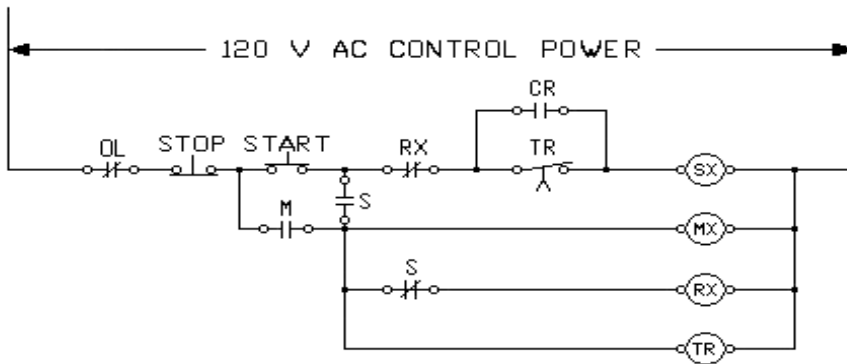 120 V AC CONTROL POWER
CR
OL STOP START RX TR SX
S
M MX
S RX
TR